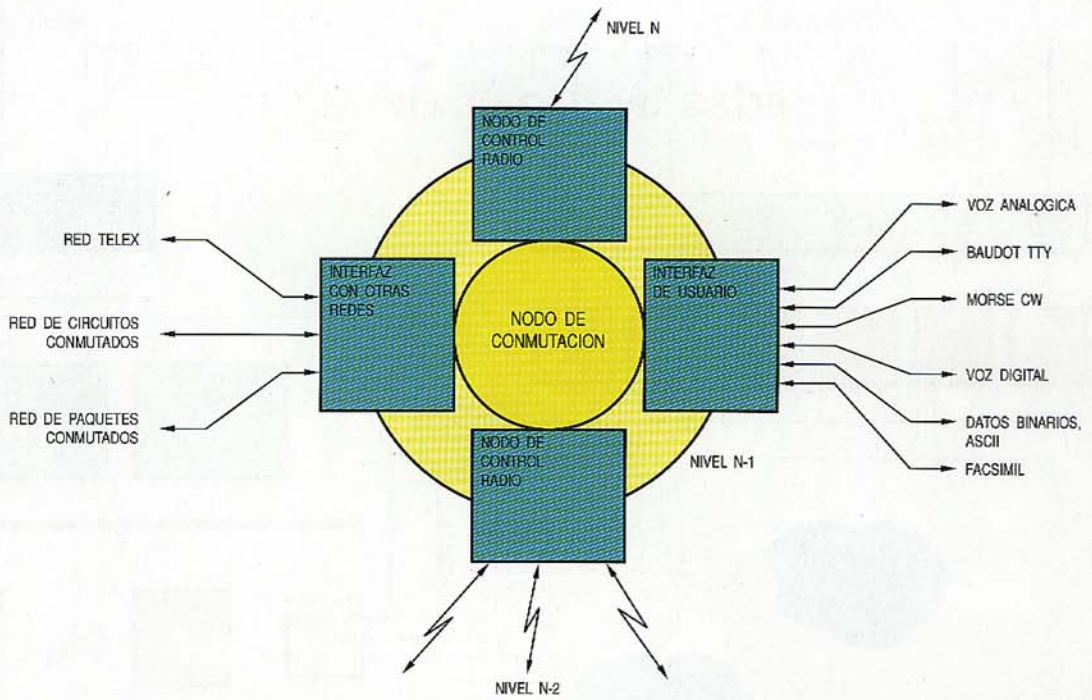 NIVEL N
NODO DE
CONTROL
RADIO
RED TELEX
RED DE CIRCUITOS
CONMUTADOS
RED DE PAQUETES
CONMUTADOS
INTERFAZ
CON OTRAS
REDES
NODO DE
CONMUTACION
INTERFAZ
DE USUARIO
VOZ ANALOGICA
BAUDOT TTY
MORSE CW
VOZ DIGITAL
DATOS BINARIOS,
ASCII
FACSIMIL
NODO DE
CONTROL
RADIO
NIVEL N-1
NIVEL N-2